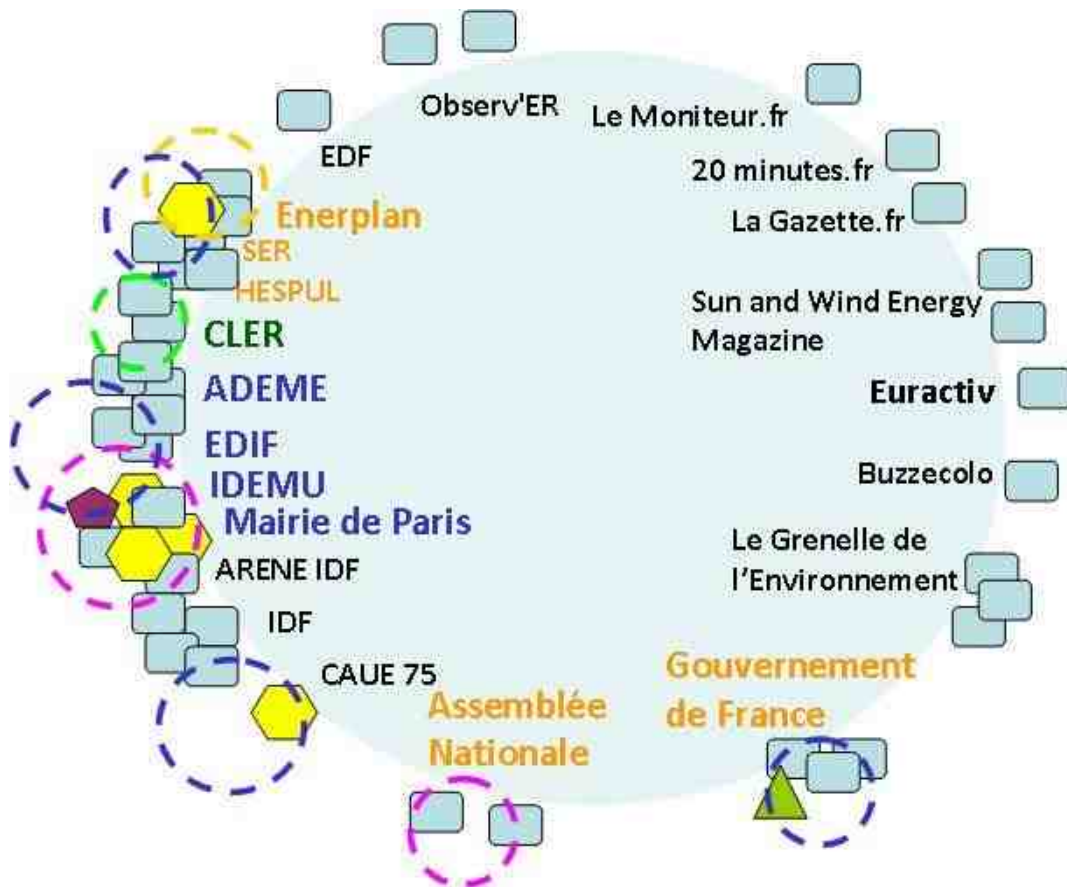 Observ'ER
Le Moniteur.fr
EDF
20 minutes.fr
Enerplan
La Gazette.fr
SER
HESPUL
Sun and Wind Energy
Magazine
CLER
ADEME
Euractiv
EDIF
IDEMU
Buzzecolo
Mairie de Paris
Le Grenelle de
l'Environnement
ARENE IDF
IDF
CAUE 75
Gouvernement
de France
Assemblée
Nationale